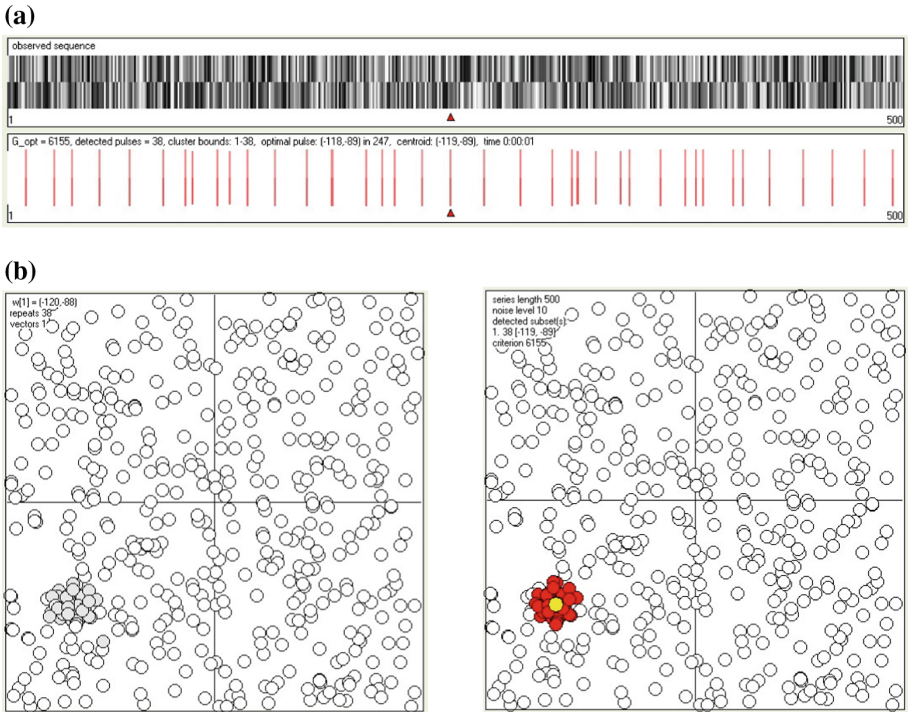 (a)
observed sequence
1 500
G_opt = 6155, detected pulses = 38, cluster bounds: 1-38, optimal pulse: (-118,-89) in 247, centroid: (-119,-89), time 0:00:01
1 500
(b)
w[1] = (-120,-88)
repeats 38
vectors 1
series length 500
noise level 10
detected subset(s):
1. 38 [-119, -89]
criterion 6155